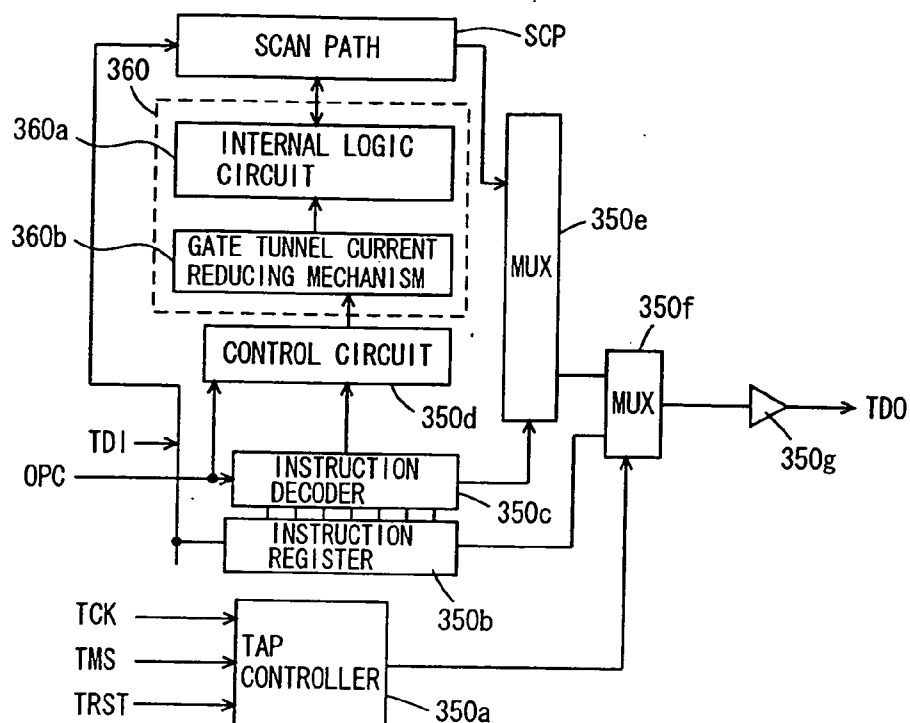 SCAN PATH
SCP
360
360a
INTERNAL LOGIC
CIRCUIT
350e
360b
GATE TUNNEL CURRENT
REDUCING MECHANISM
MUX
350f
CONTROL CIRCUIT
MUX
TDO
350d
350g
TDI
OPC
INSTRUCTION
DECODER
350c
INSTRUCTION
REGISTER
350b
TCK
TMS
TAP
CONTROLLER
TRST
350a